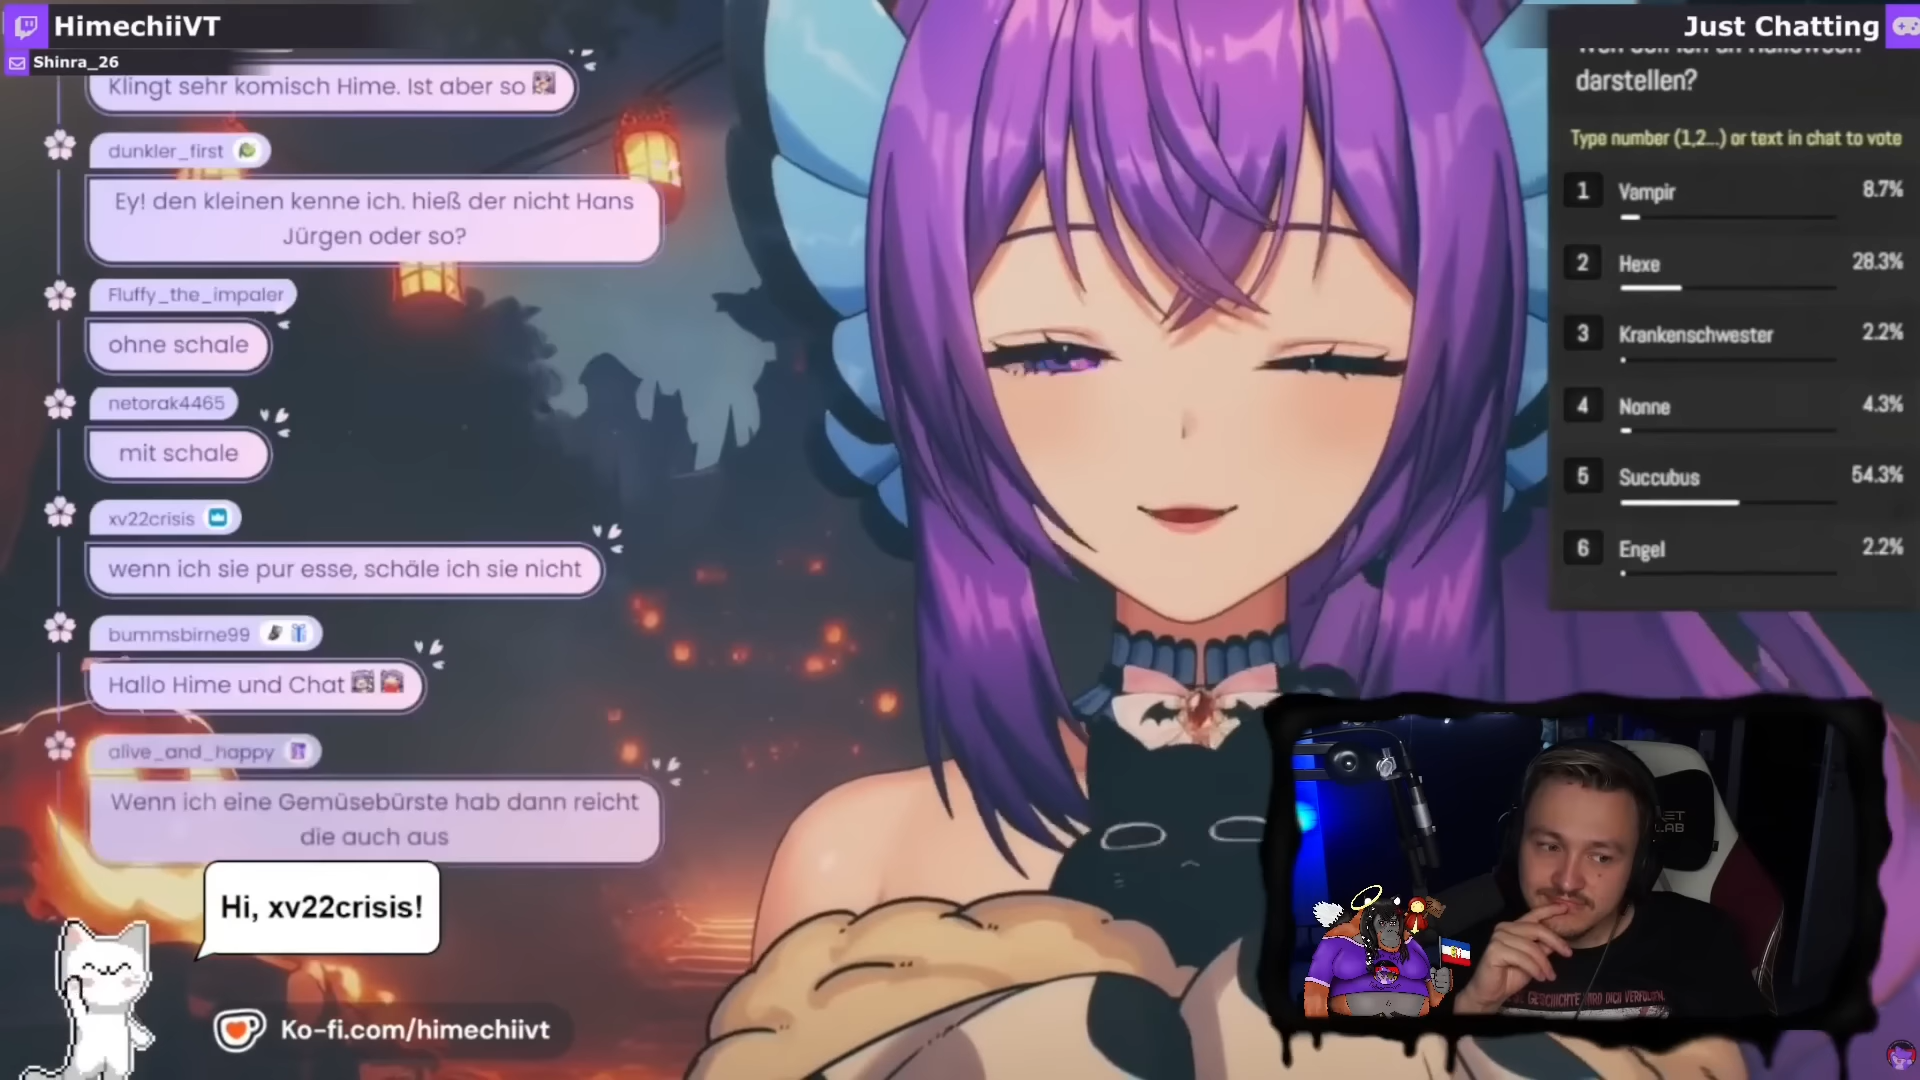 HimechiiVT
Shinra_26
Klingt sehr komisch Hime. Ist aber so
dunkler_first
Ey! den kleinen kenne ich. hieß der nicht Hans
Jürgen oder so?
Fluffy_the_impaler
ohne schale
netorak4465
mit schale
xv22crisis
wenn ich sie pur esse, schäle ich sie nicht
bummsbirne99
Hallo Hime und Chat
alive_and_happy
Wenn ich eine Gemüsebürste hab dann reicht
die auch aus
Hi, xv22crisis!
Ko-fi.com/himechiivt
Just Chatting
darstellen?
Type number (1,2...) or text in chat to vote
1 Vampir 8.7%
2 Hexe 28.3%
3 Krankenschwester 2.2%
4 Nonne 4.3%
5 Succubus 54.3%
6 Engel 2.2%
GESCHICHTE WIRD DICH VERFOLGEN.